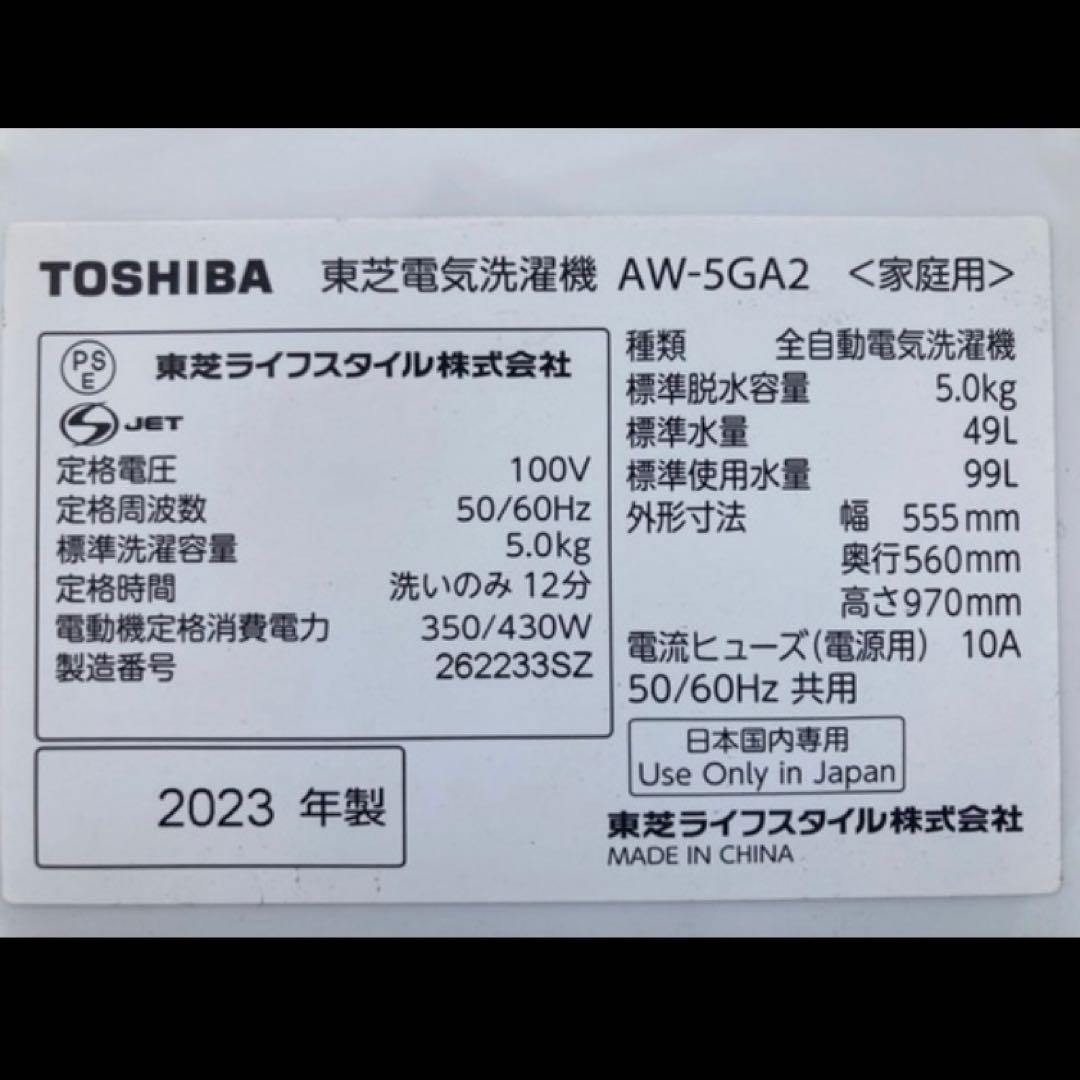 TOSHIBA 東芝電気洗濯機 AW-5GA2 <家庭用>
PSE 東芝ライフスタイル株式会社
S JET
定格電圧 100V
定格周波数 50/60Hz
標準洗濯容量 5.0kg
定格時間 洗いのみ 12分
電動機定格消費電力 350/430W
製造番号 262233SZ
2023 年製
種類 全自動電気洗濯機
標準脱水容量 5.0kg
標準水量 49L
標準使用水量 99L
外形寸法 幅 555mm
奥行560mm
高さ970mm
電流ヒューズ(電源用) 10A
50/60Hz 共用
日本国内専用
Use Only in Japan
東芝ライフスタイル株式会社
MADE IN CHINA